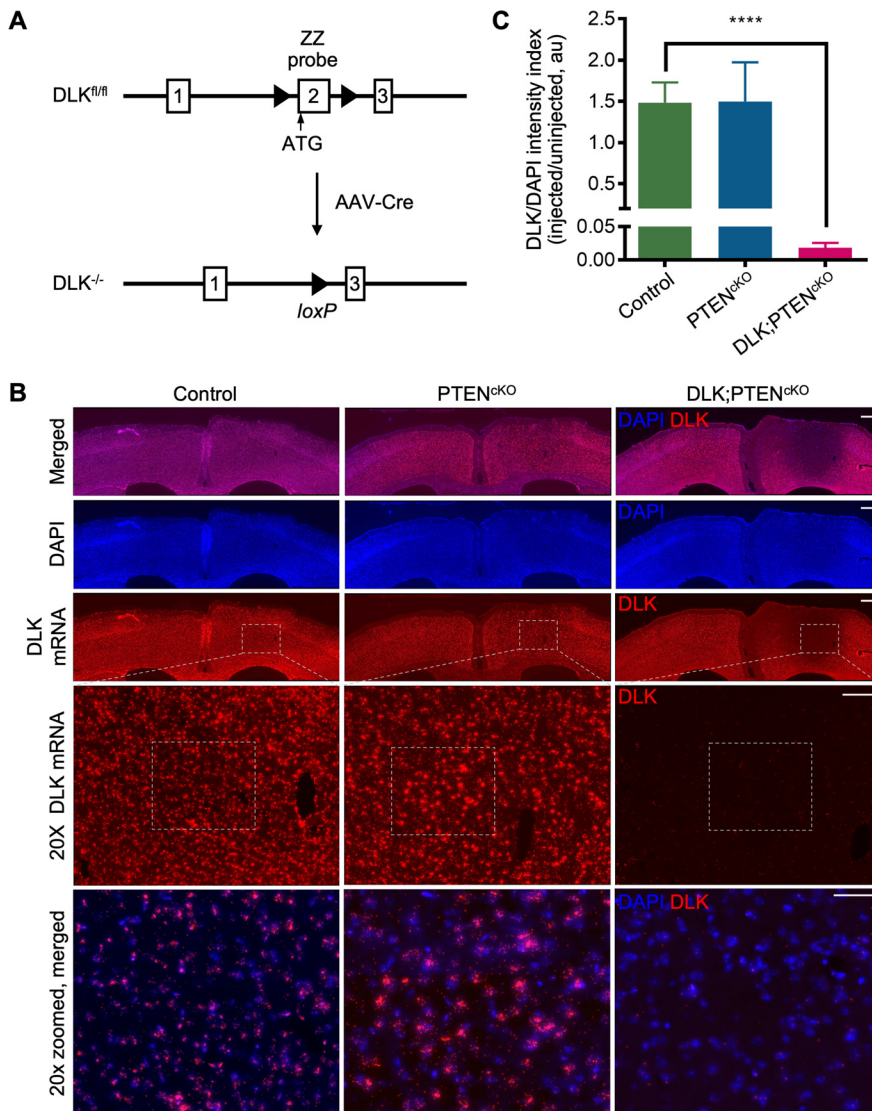 A
ZZ
probe
DLKfl/fl
1
2
3
ATG
AAV-Cre
DLK-/-
1
3
loxP
C
****
DLK/DAPI intensity index
(injected/uninjected, au)
2.5
2.0
1.5
1.0
0.5
0.05
0.00
Control
PTENcKO
DLK;PTENcKO
B
Control
PTENcKO
DLK;PTENcKO
Merged
DAPI DLK
DAPI
DAPI
DLK
mRNA
DLK
20X DLK mRNA
DLK
20x zoomed, merged
DAPI DLK